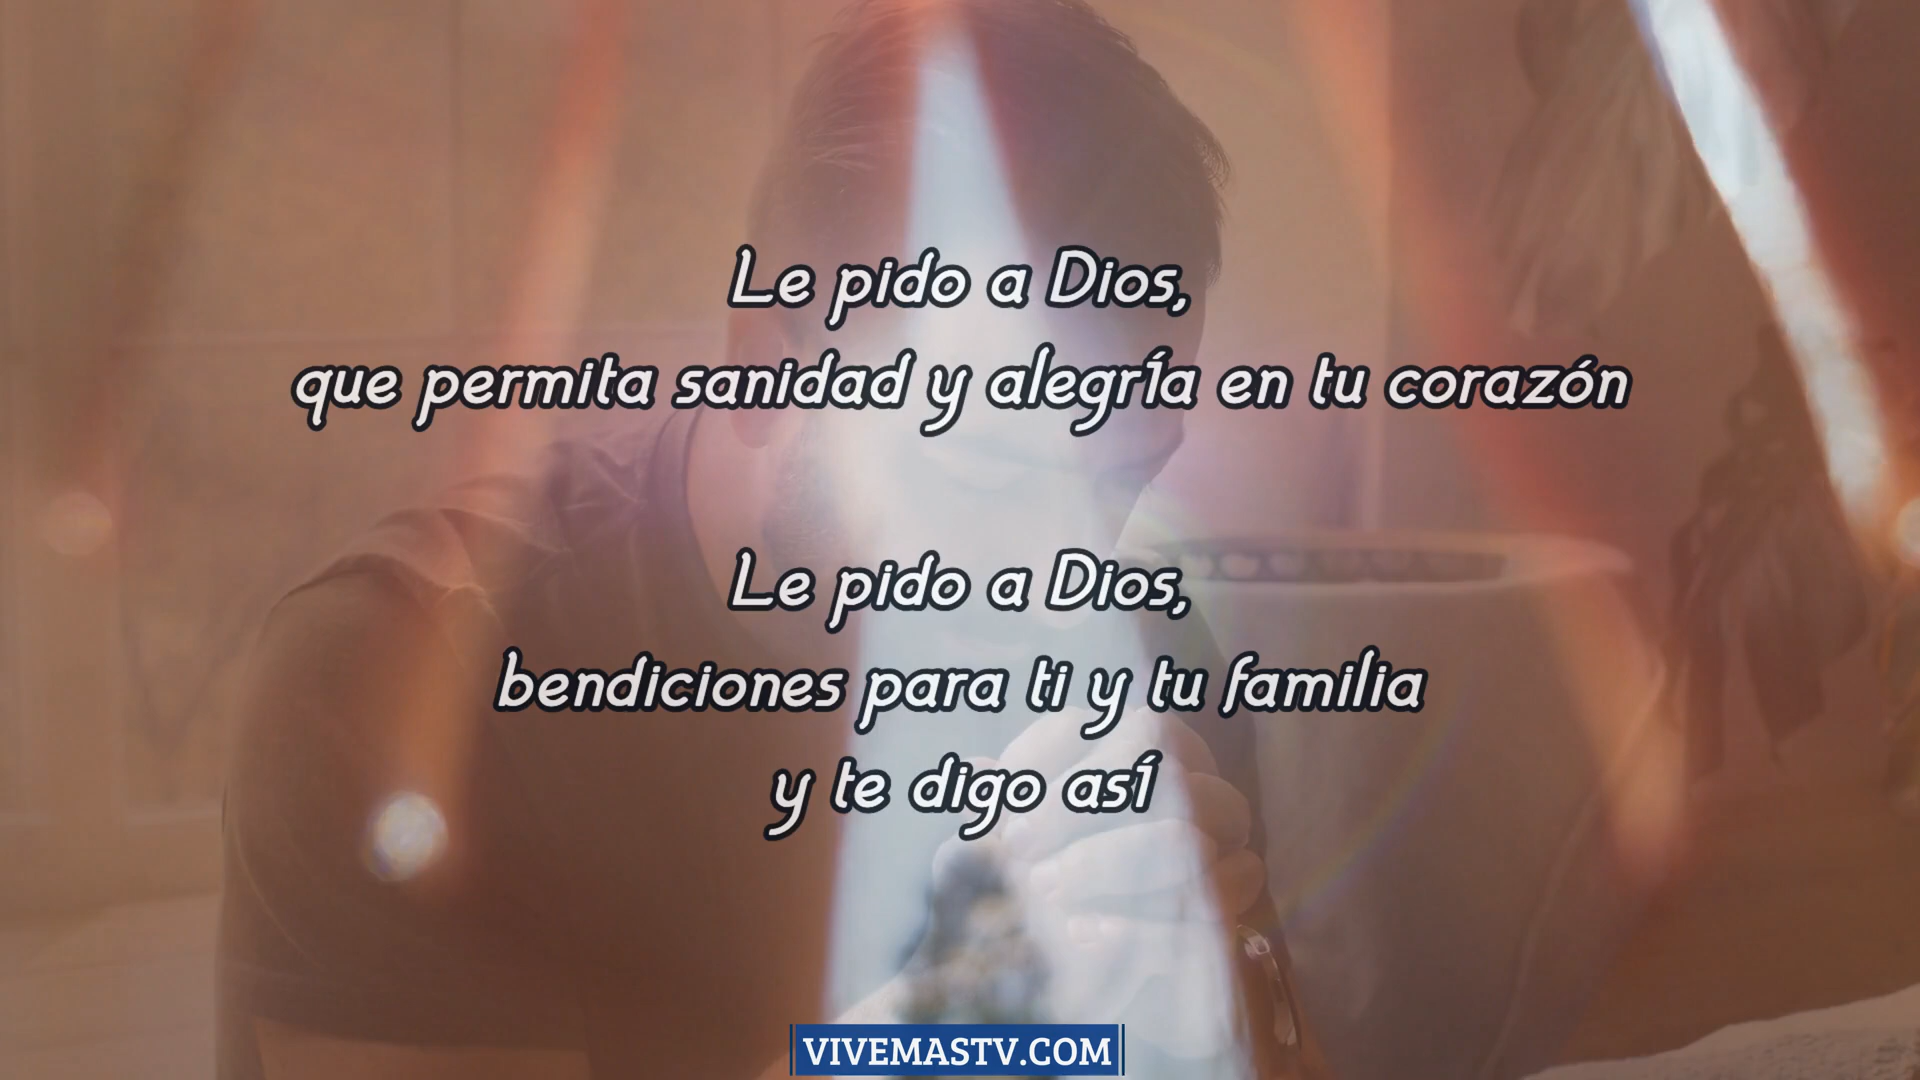 Le pido a Dios,
que permita sanidad y alegría en tu corazón
Le pido a Dios,
bendiciones para ti y tu familia
y te digo así
VIVEMASTV.COM